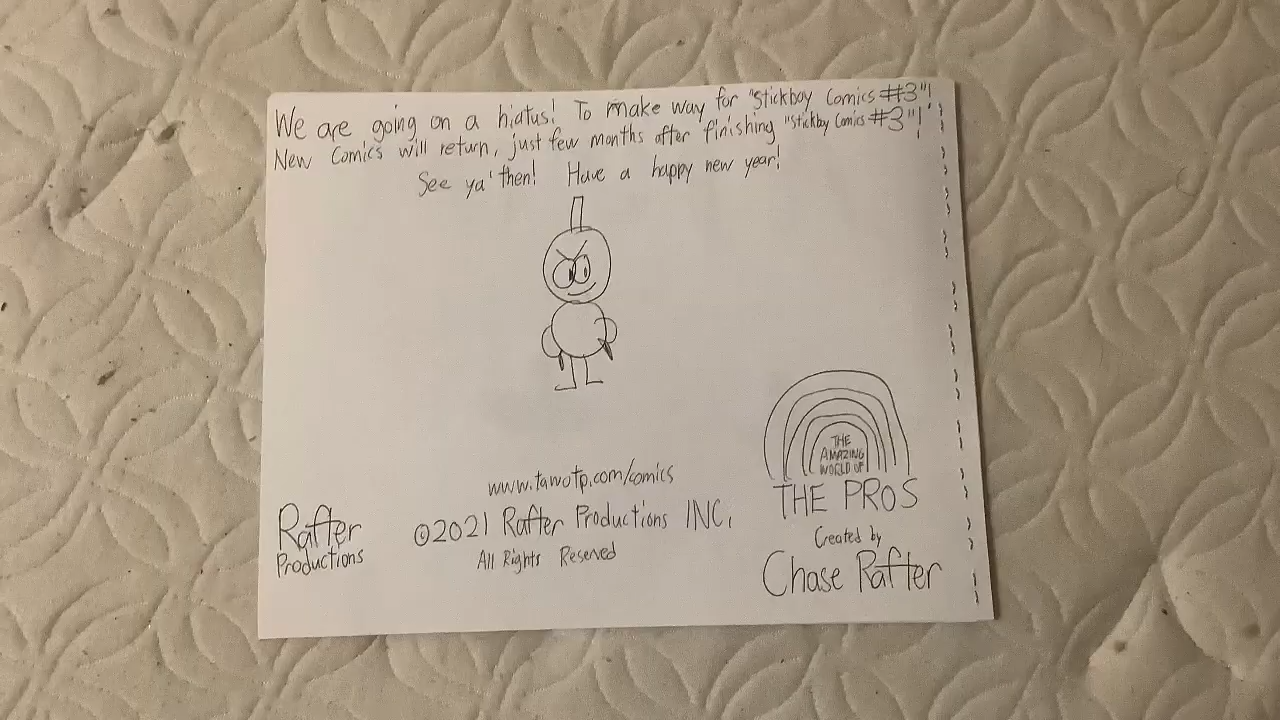 We are going on a hiatus! To make way for "Stickboy Comics #3"!
New Comics will return, just few months after finishing "Stickboy Comics #3"!
See ya' then! Have a happy new year!
THE
AMAZING
WORLD OF
THE PROS
Created by
Chase Rafter
www.tawotp.com/comics
©2021 Rafter Productions INC.
All Rights Reserved
Rafter
Productions